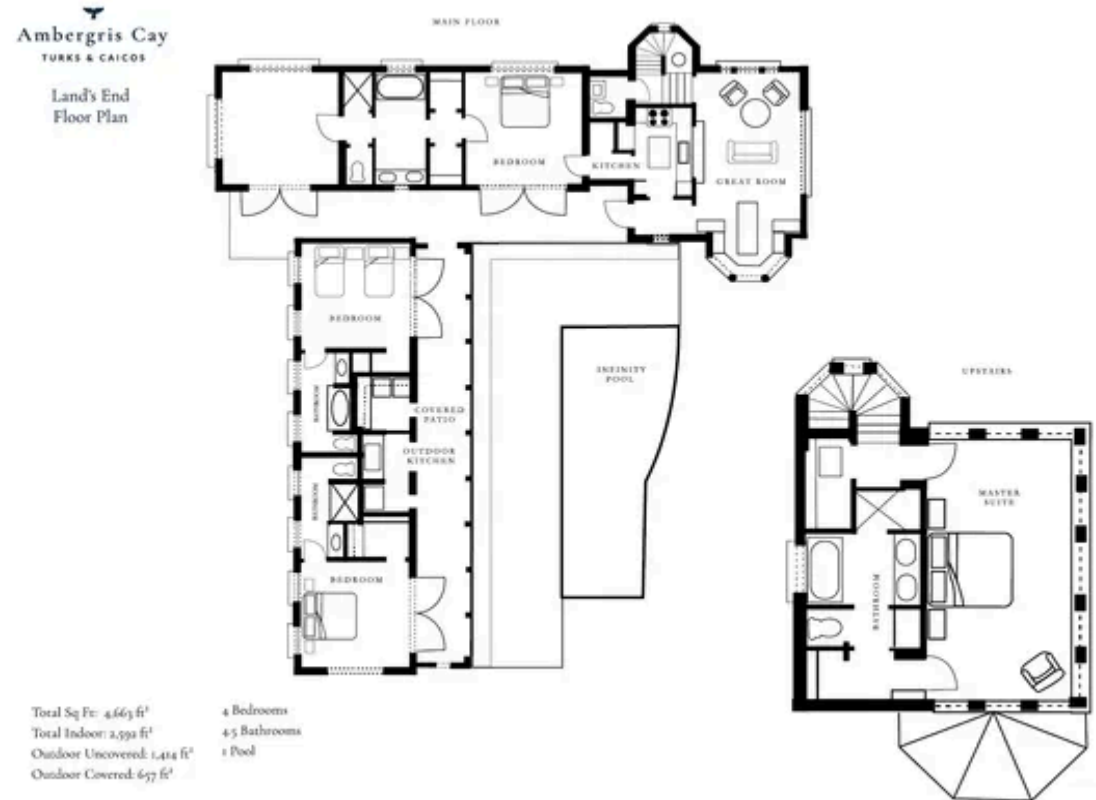 Ambergris Cay
TURKS & CAICOS
Land's End
Floor Plan
MAIN FLOOR
BEDROOM
KITCHEN
GREAT ROOM
BEDROOM
INFINITY
POOL
BATHROOM
COVERED
PATIO
OUTDOOR
KITCHEN
BATHROOM
BEDROOM
UPSTAIRS
MASTER
SUITE
BATHROOM
Total Sq Ft: 4,663 ft²
Total Indoor: 2,592 ft²
Outdoor Uncovered: 1,414 ft²
Outdoor Covered: 657 ft²
4 Bedrooms
4.5 Bathrooms
1 Pool